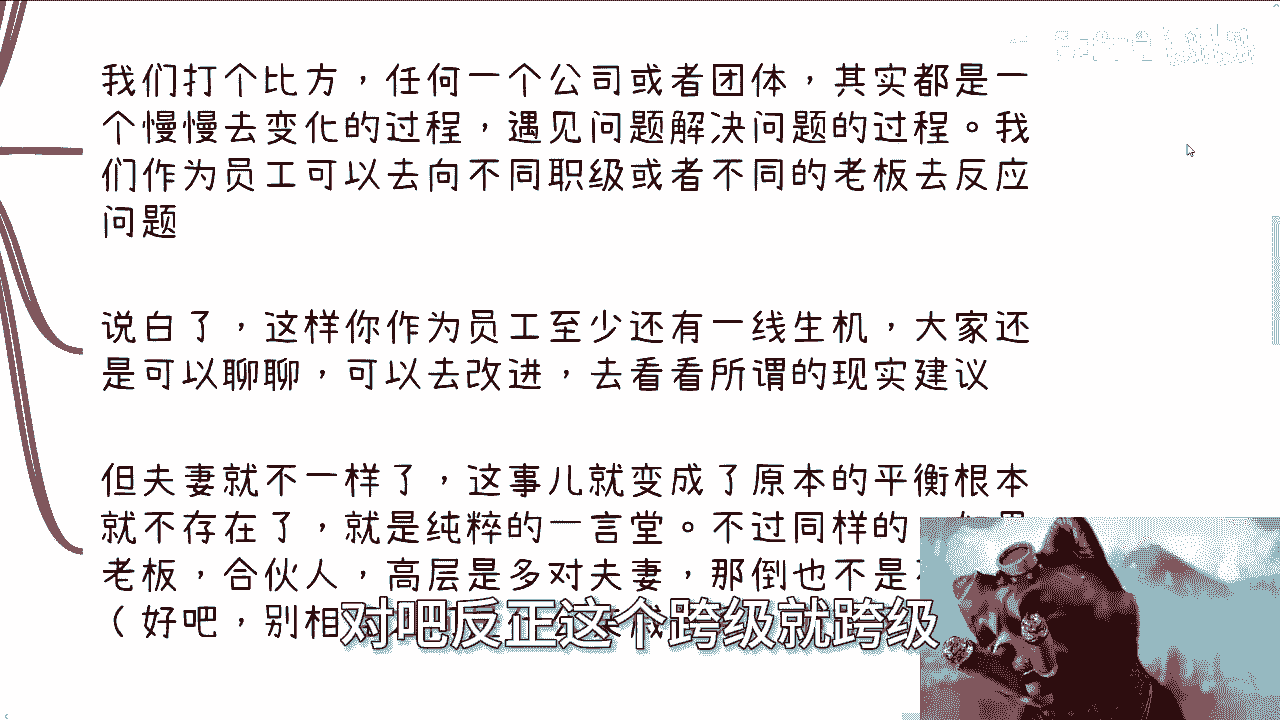 我们打个比方，任何一个公司或者团体，其实都是一
个慢慢去变化的过程，遇见问题解决问题的过程。我
们作为员工可以去向不同职级或者不同的老板去反应
问题
说白了，这样你作为员工至少还有一线生机，大家还
是可以聊聊，可以去改进，去看看所谓的现实建议
但夫妻就不一样了，这事儿就变成了原本的平衡根本
就不存在了，就是纯粹的一言堂。不过同样的，如果
老板，合伙人，高层是多对夫妻，那倒也不是
（好吧，别相
对吧反正这个跨级就跨级